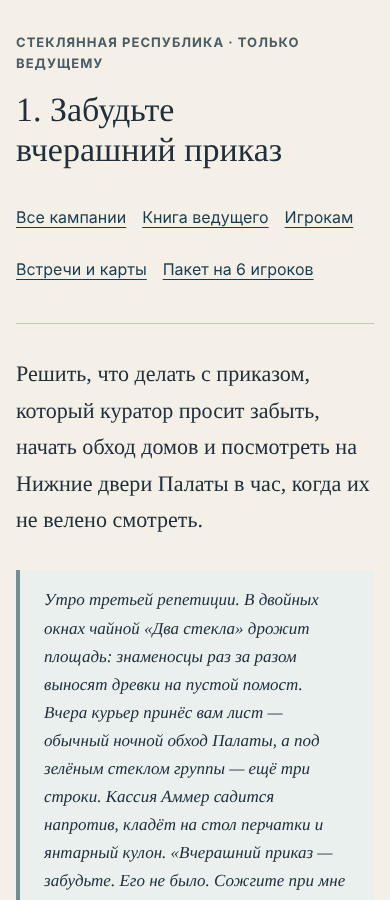 СТЕКЛЯННАЯ РЕСПУБЛИКА · ТОЛЬКО
ВЕДУЩЕМУ
1. Забудьте
вчерашний приказ
Все кампании Книга ведущего Игрокам
Встречи и карты Пакет на 6 игроков
Решить, что делать с приказом,
который куратор просит забыть,
начать обход домов и посмотреть на
Нижние двери Палаты в час, когда их
не велено смотреть.
Утро третьей репетиции. В двойных
окнах чайной «Два стекла» дрожит
площадь: знаменосцы раз за разом
выносят древки на пустой помост.
Вчера курьер принёс вам лист —
обычный ночной обход Палаты, а под
зелёным стеклом группы — ещё три
строки. Кассия Аммер садится
напротив, кладёт на стол перчатки и
янтарный кулон. «Вчерашний приказ —
забудьте. Его не было. Сожгите при мне